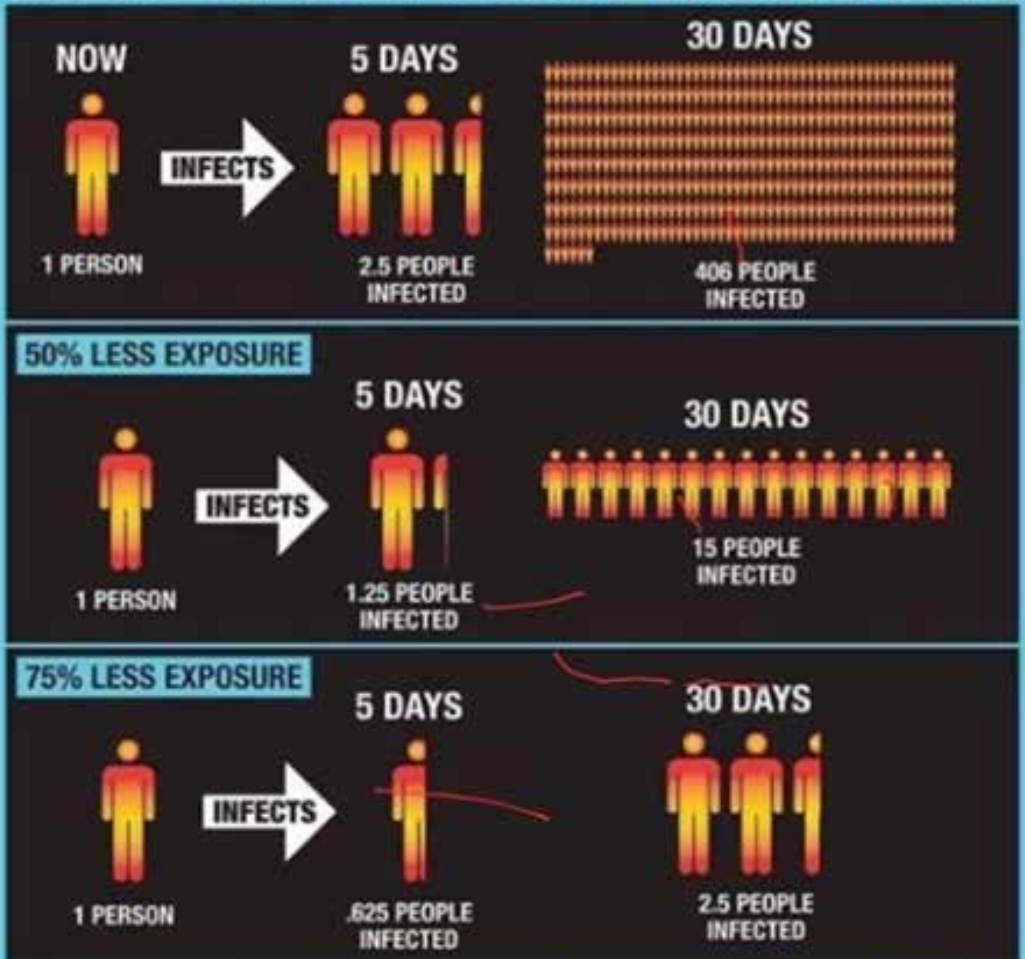 NOW
5 DAYS
30 DAYS
INFECTS
1 PERSON
2.5 PEOPLE
INFECTED
406 PEOPLE
INFECTED
50% LESS EXPOSURE
5 DAYS
30 DAYS
INFECTS
1 PERSON
1.25 PEOPLE
INFECTED
15 PEOPLE
INFECTED
75% LESS EXPOSURE
5 DAYS
30 DAYS
INFECTS
1 PERSON
.625 PEOPLE
INFECTED
2.5 PEOPLE
INFECTED